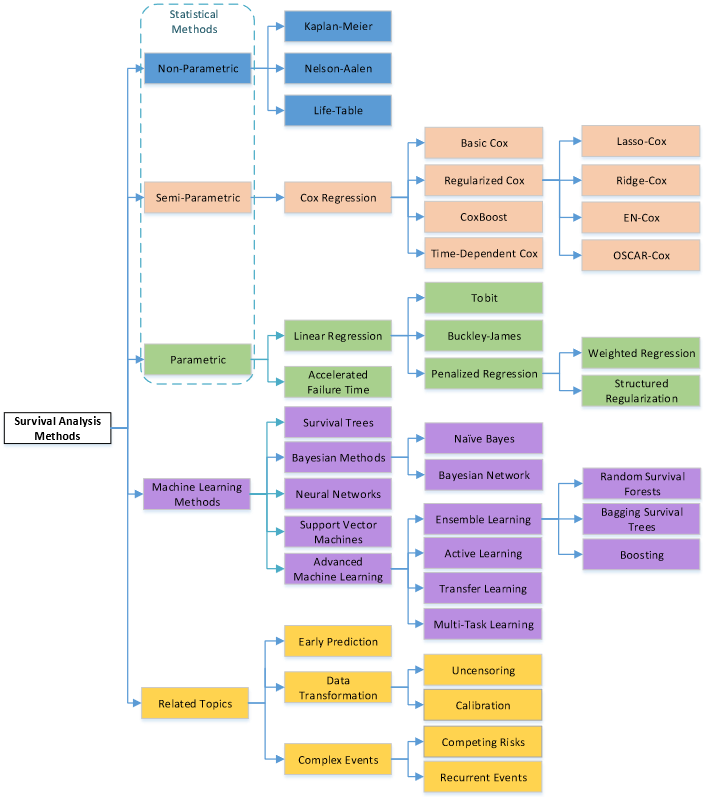 Statistical
Methods
Kaplan-Meier
Non-Parametric
Nelson-Aalen
Life-Table
Basic Cox
Lasso-Cox
Semi-Parametric
Cox Regression
Regularized Cox
Ridge-Cox
CoxBoost
EN-Cox
Time-Dependent Cox
OSCAR-Cox
Tobit
Linear Regression
Buckley-James
Parametric
Weighted Regression
Accelerated
Failure Time
Penalized Regression
Structured
Regularization
Survival Analysis
Methods
Survival Trees
Naïve Bayes
Bayesian Methods
Bayesian Network
Machine Learning
Methods
Neural Networks
Random Survival
Forests
Support Vector
Machines
Ensemble Learning
Bagging Survival
Trees
Advanced
Machine Learning
Active Learning
Boosting
Transfer Learning
Multi-Task Learning
Early Prediction
Uncensoring
Data
Transformation
Related Topics
Calibration
Competing Risks
Complex Events
Recurrent Events